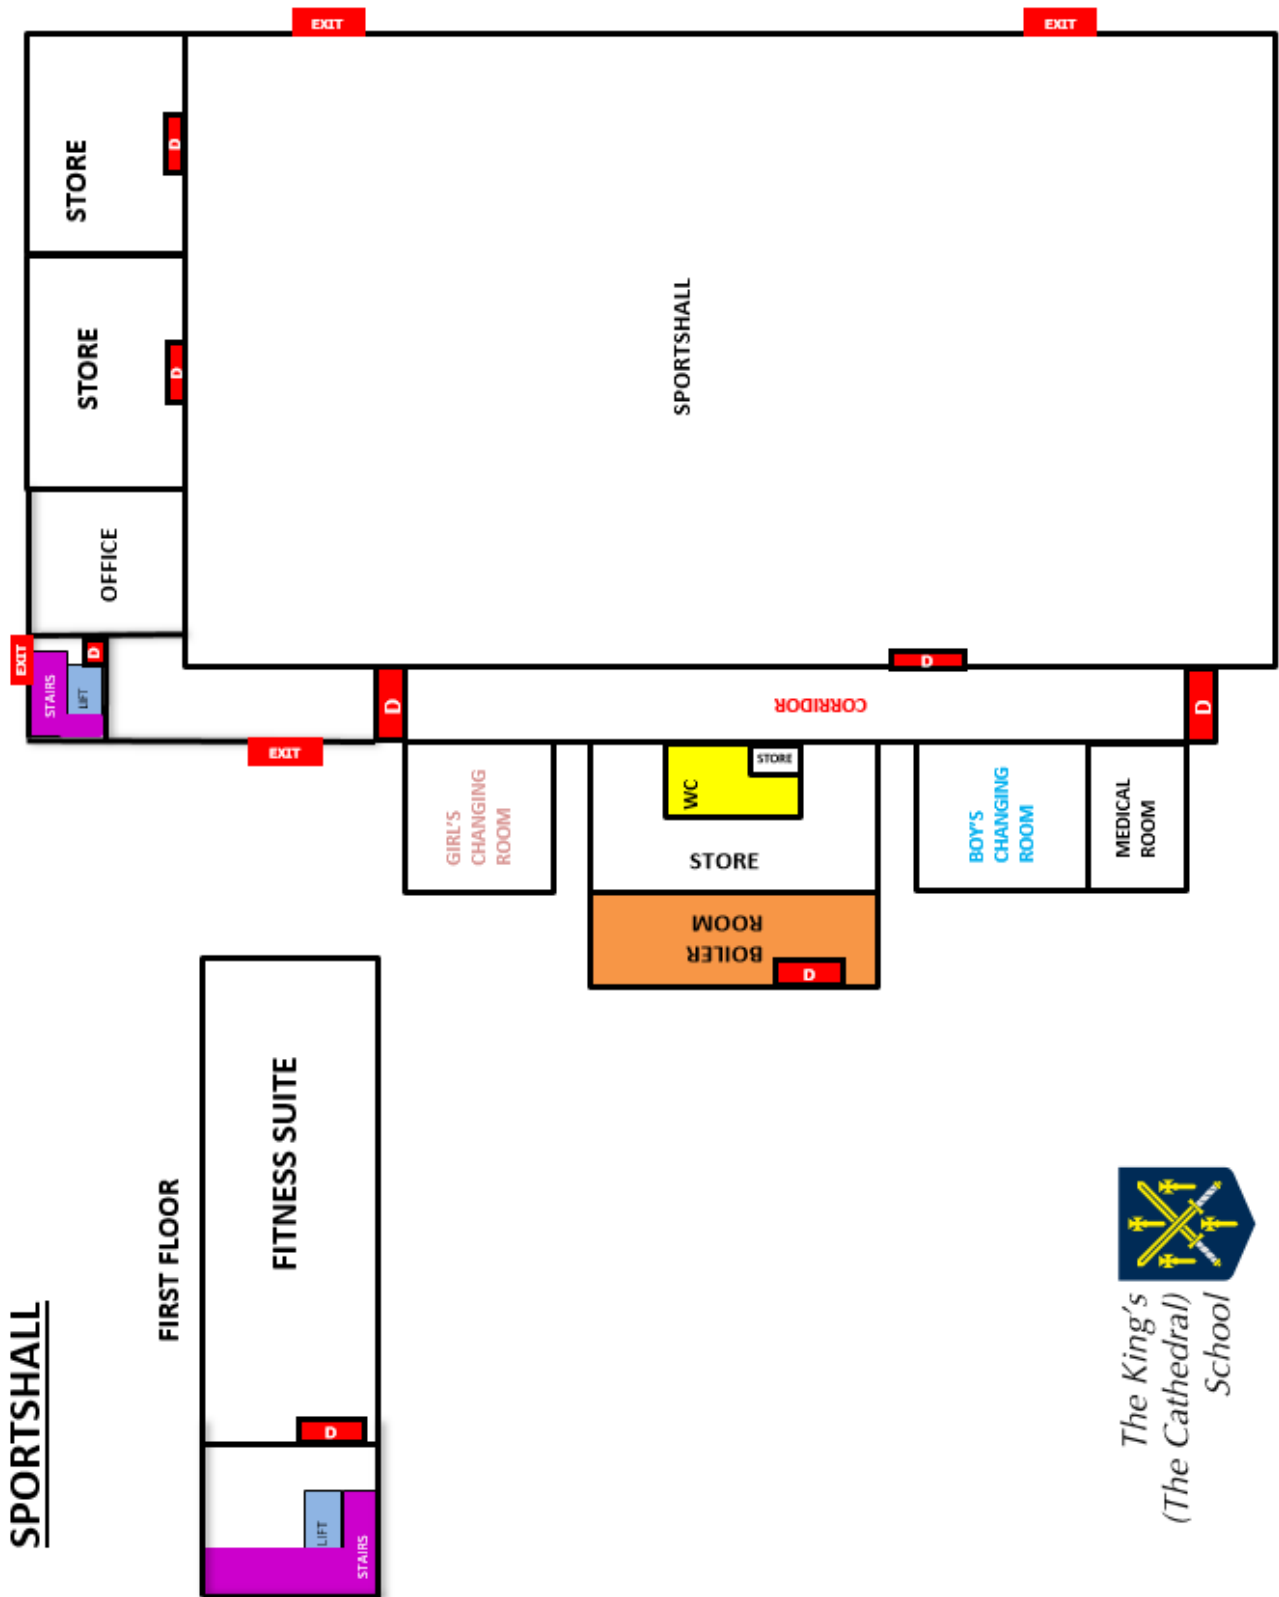 SPORTSHALL
EXIT
EXIT
STORE
D
STORE
D
SPORTSHALL
OFFICE
EXIT
D
STAIRS
LIFT
EXIT
D
CORRIDOR
D
D
GIRL'S
CHANGING
ROOM
WC
STORE
STORE
BOILER
ROOM
D
BOY'S
CHANGING
ROOM
MEDICAL
ROOM
FIRST FLOOR
FITNESS SUITE
D
LIFT
STAIRS
The King's
(The Cathedral)
School